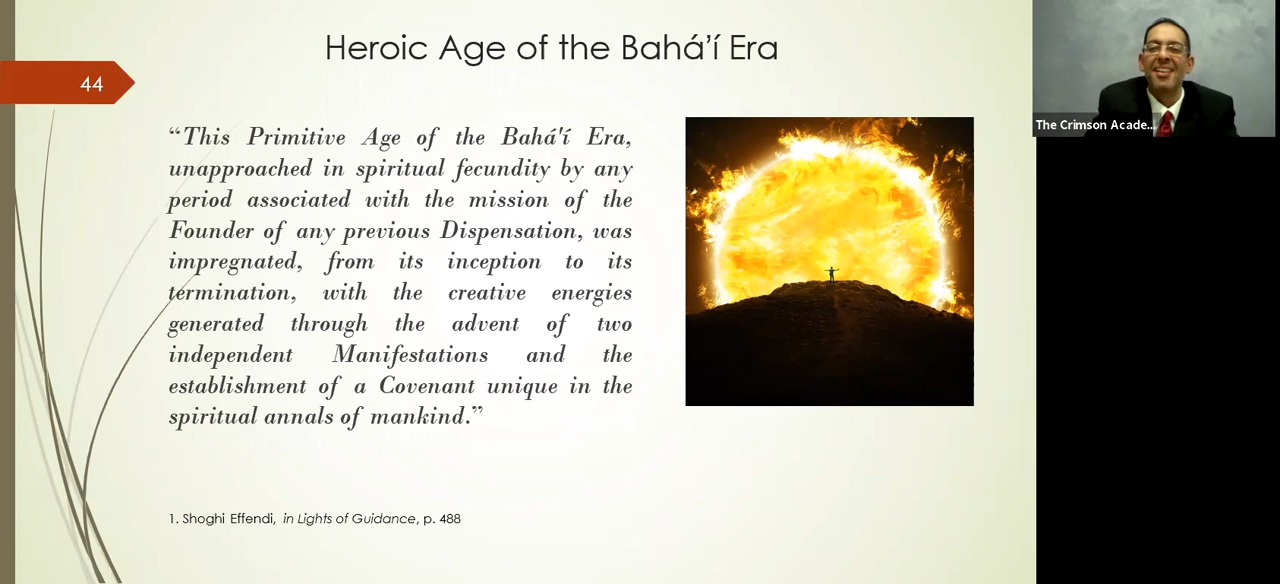 Heroic Age of the Bahá’í Era
44
“This Primitive Age of the Bahá'í Era,
unapproached in spiritual fecundity by any
period associated with the mission of the
Founder of any previous Dispensation, was
impregnated, from its inception to its
termination, with the creative energies
generated through the advent of two
independent Manifestations and the
establishment of a Covenant unique in the
spiritual annals of mankind.”
1. Shoghi Effendi, in Lights of Guidance, p. 488
The Crimson Acade...